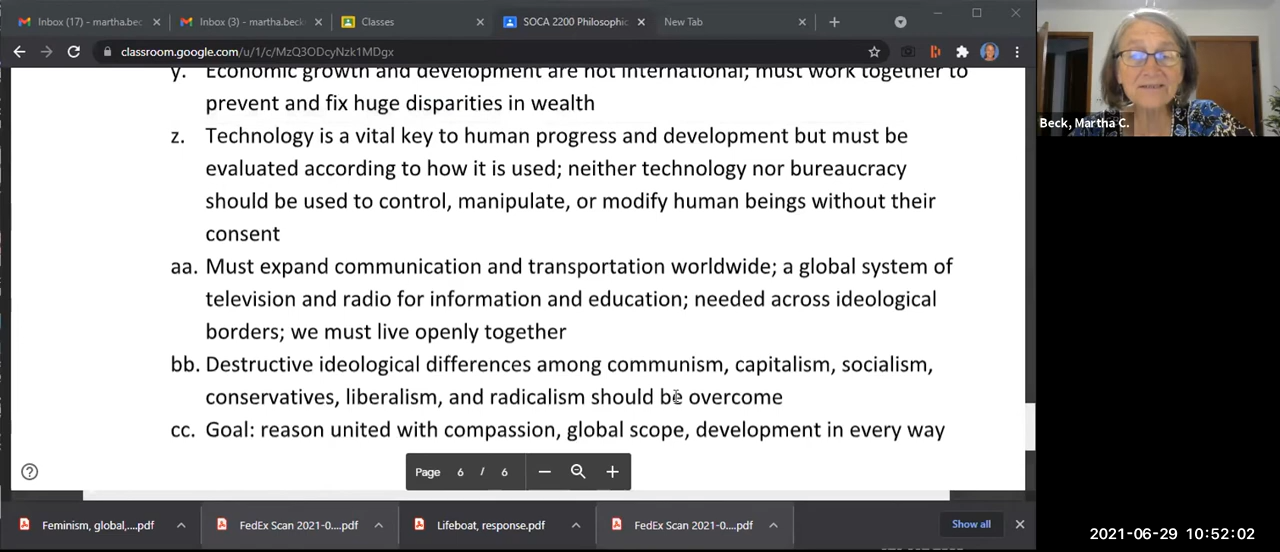 Inbox (17) - martha.bec
Inbox (3) - martha.beck
Classes
SOCA 2200 Philosophic
New Tab
classroom.google.com/u/1/c/MzQ3ODcyNzk1MDgx
Beck, Martha C.
y. Economic growth and development are not international; must work together to
prevent and fix huge disparities in wealth
z. Technology is a vital key to human progress and development but must be
evaluated according to how it is used; neither technology nor bureaucracy
should be used to control, manipulate, or modify human beings without their
consent
aa. Must expand communication and transportation worldwide; a global system of
television and radio for information and education; needed across ideological
borders; we must live openly together
bb. Destructive ideological differences among communism, capitalism, socialism,
conservatives, liberalism, and radicalism should be overcome
cc. Goal: reason united with compassion, global scope, development in every way
Page 6 / 6
Feminism, global,....pdf
FedEx Scan 2021-0....pdf
Lifeboat, response.pdf
FedEx Scan 2021-0....pdf
Show all
2021-06-29 10:52:02